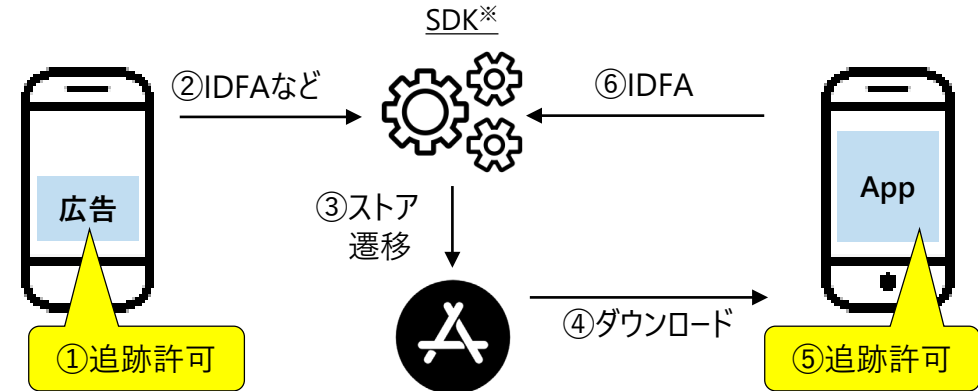 SDK※
②IDFAなど
⑥IDFA
広告
App
③ストア
遷移
④ダウンロード
①追跡許可
⑤追跡許可